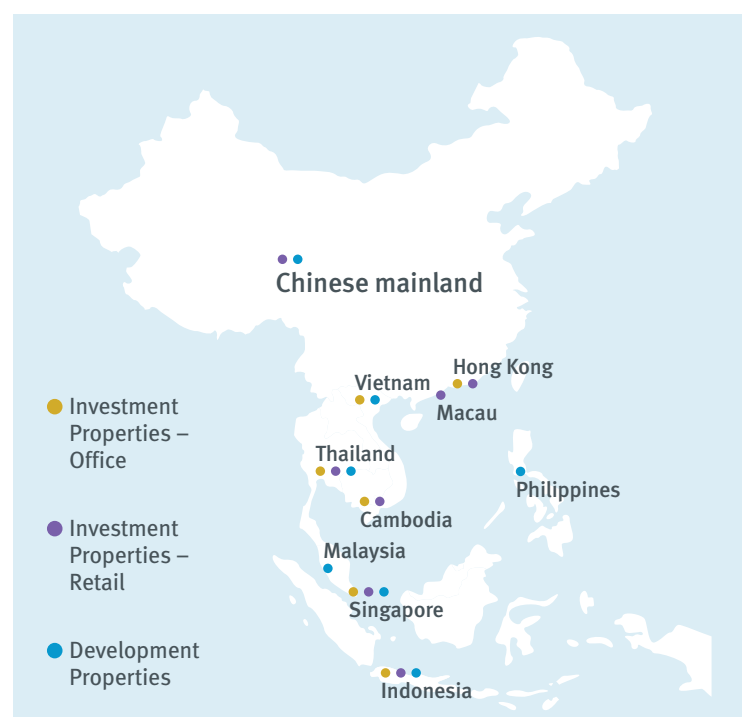 Chinese mainland
Hong Kong
Vietnam
Macau
Investment
Properties –
Office
Thailand
Philippines
Cambodia
Investment
Properties –
Retail
Malaysia
Singapore
Development
Properties
Indonesia